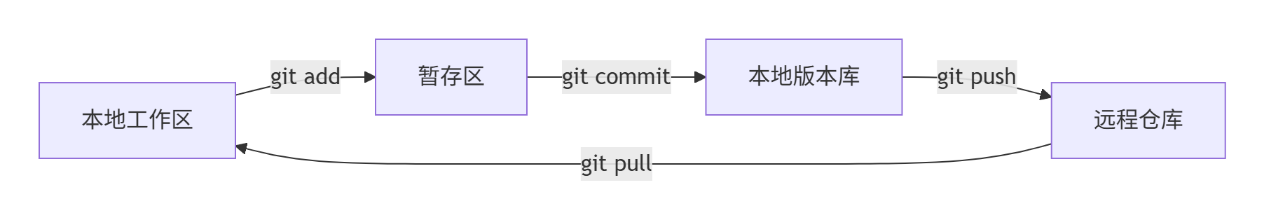 本地工作区
git add
暂存区
git commit
本地版本库
git push
远程仓库
git pull